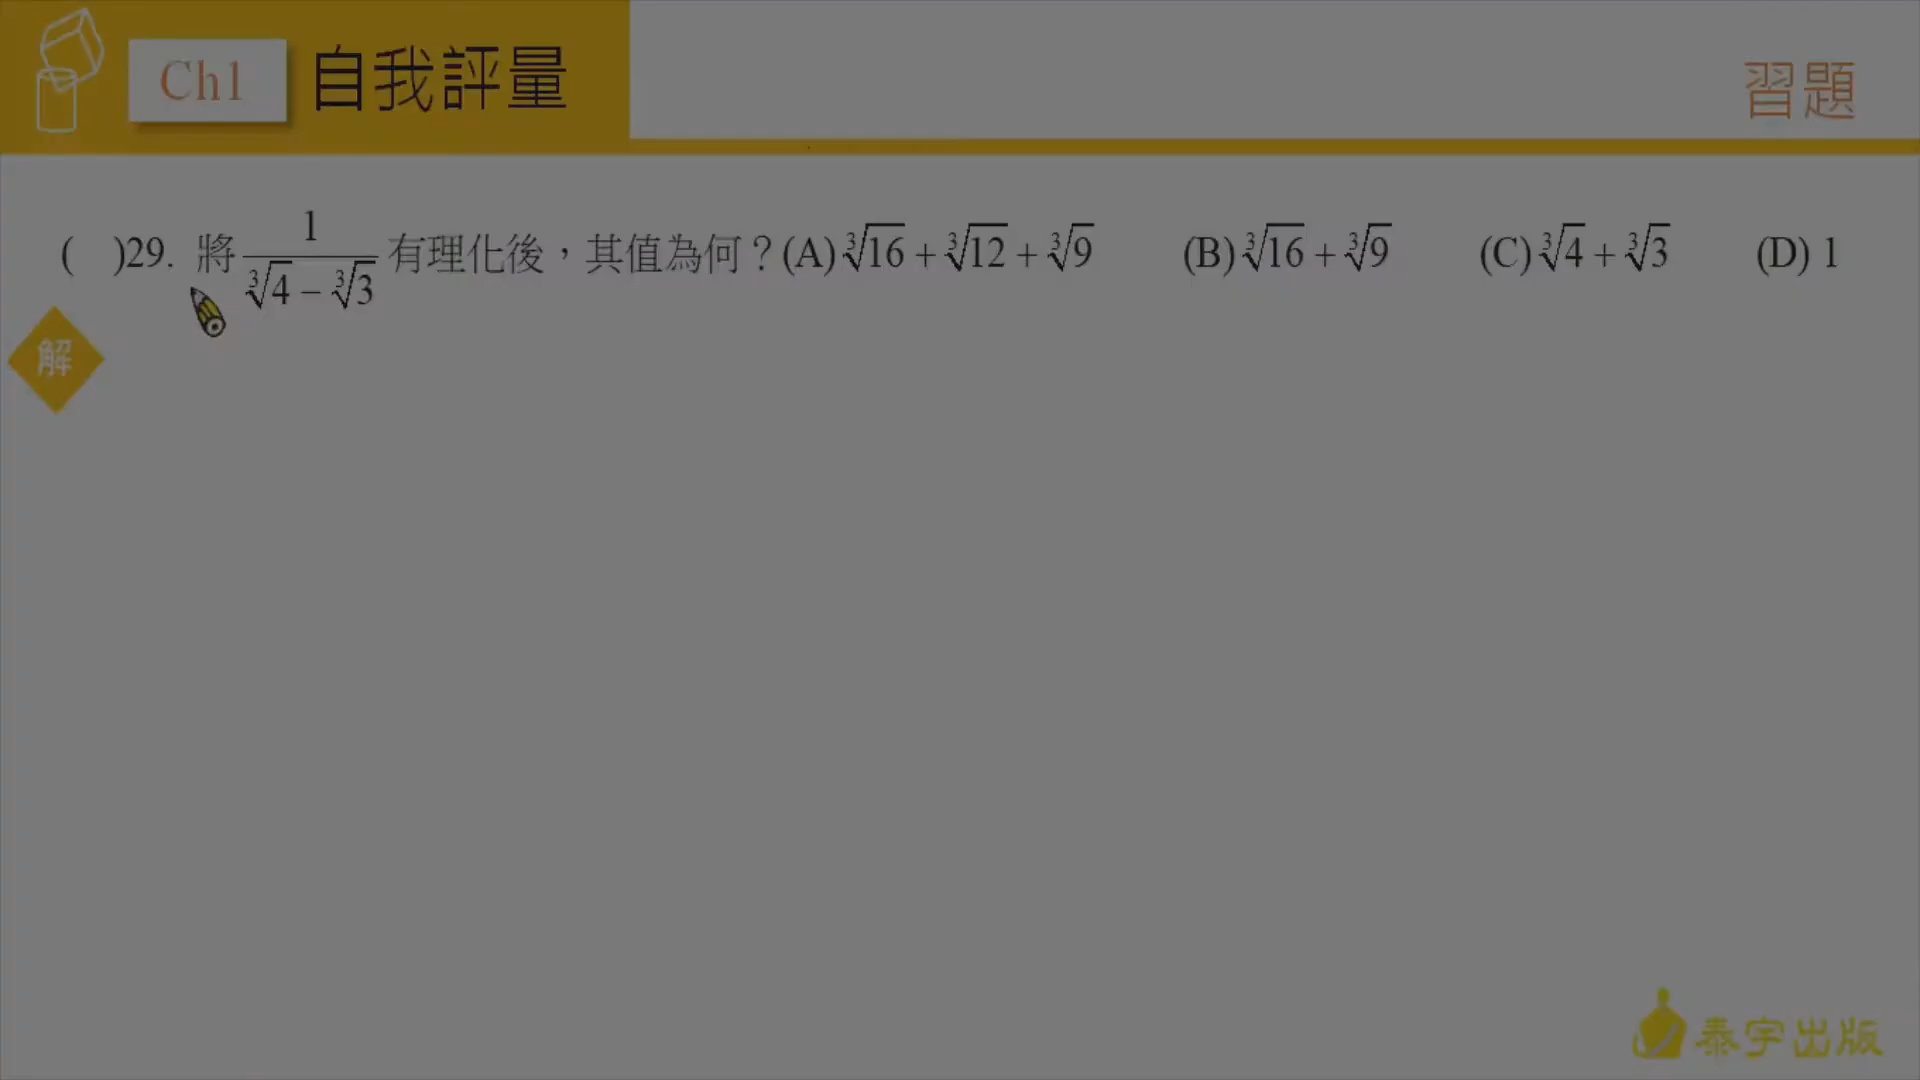 Ch1 自我評量
習題
( )29. 將 1/(∛4 − ∛3) 有理化後，其值為何？(A)∛16 + ∛12 + ∛9 (B)∛16 + ∛9 (C)∛4 + ∛3 (D) 1
解
泰宇出版